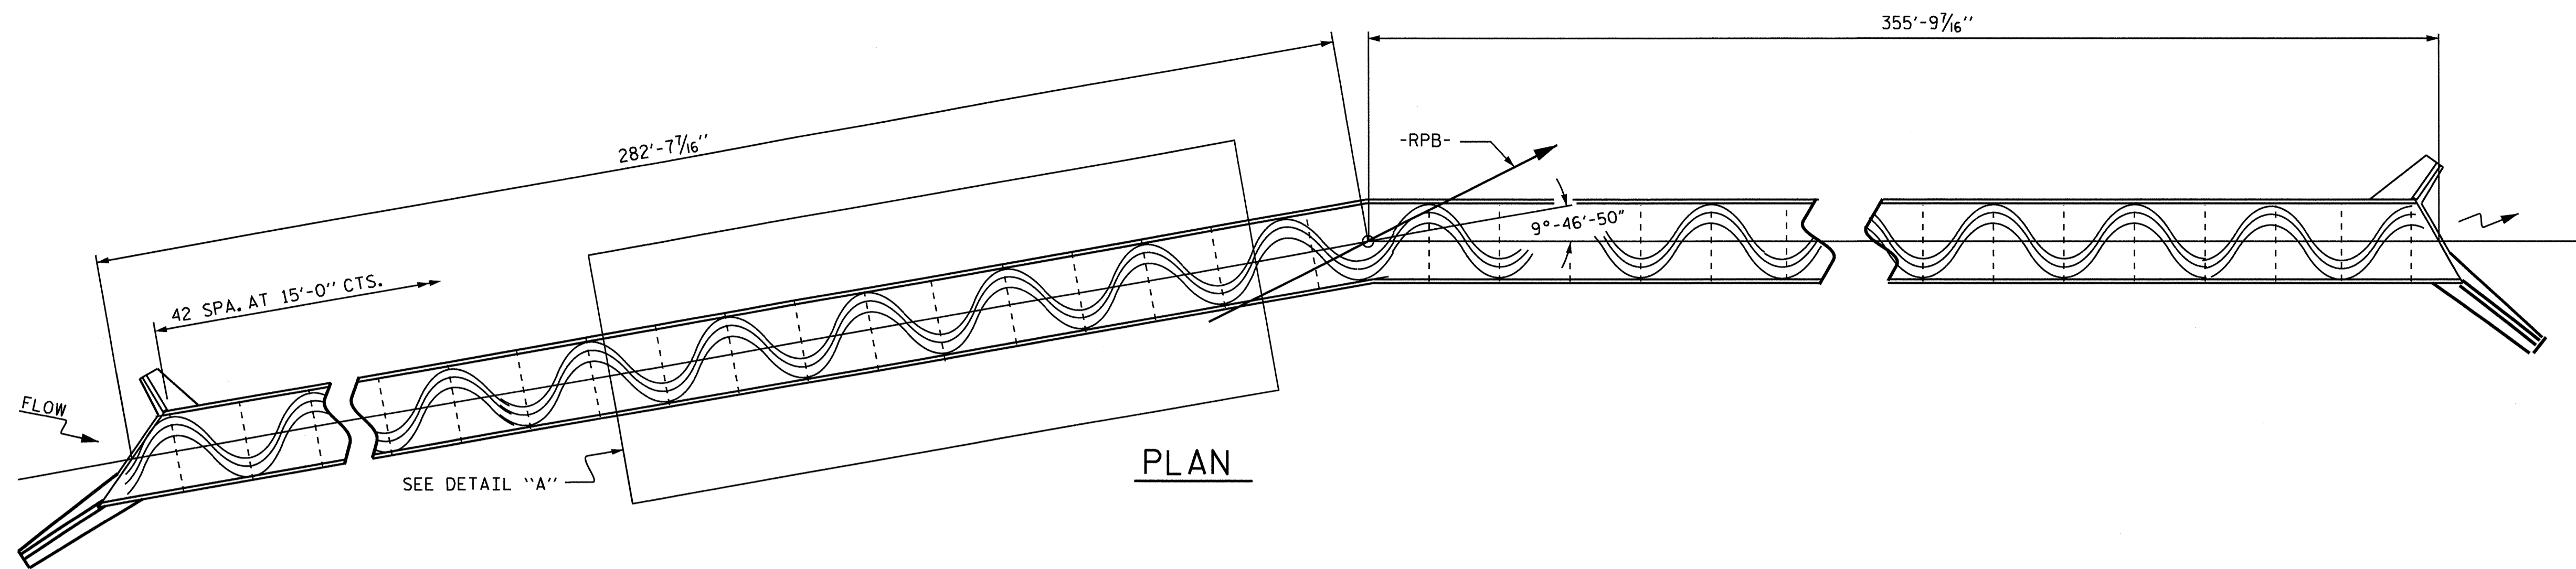 355'-9 7/16"
282'-7 7/16"
-RPB-
9°-46'-50"
42 SPA. AT 15'-0" CTS.
FLOW
SEE DETAIL "A"
PLAN